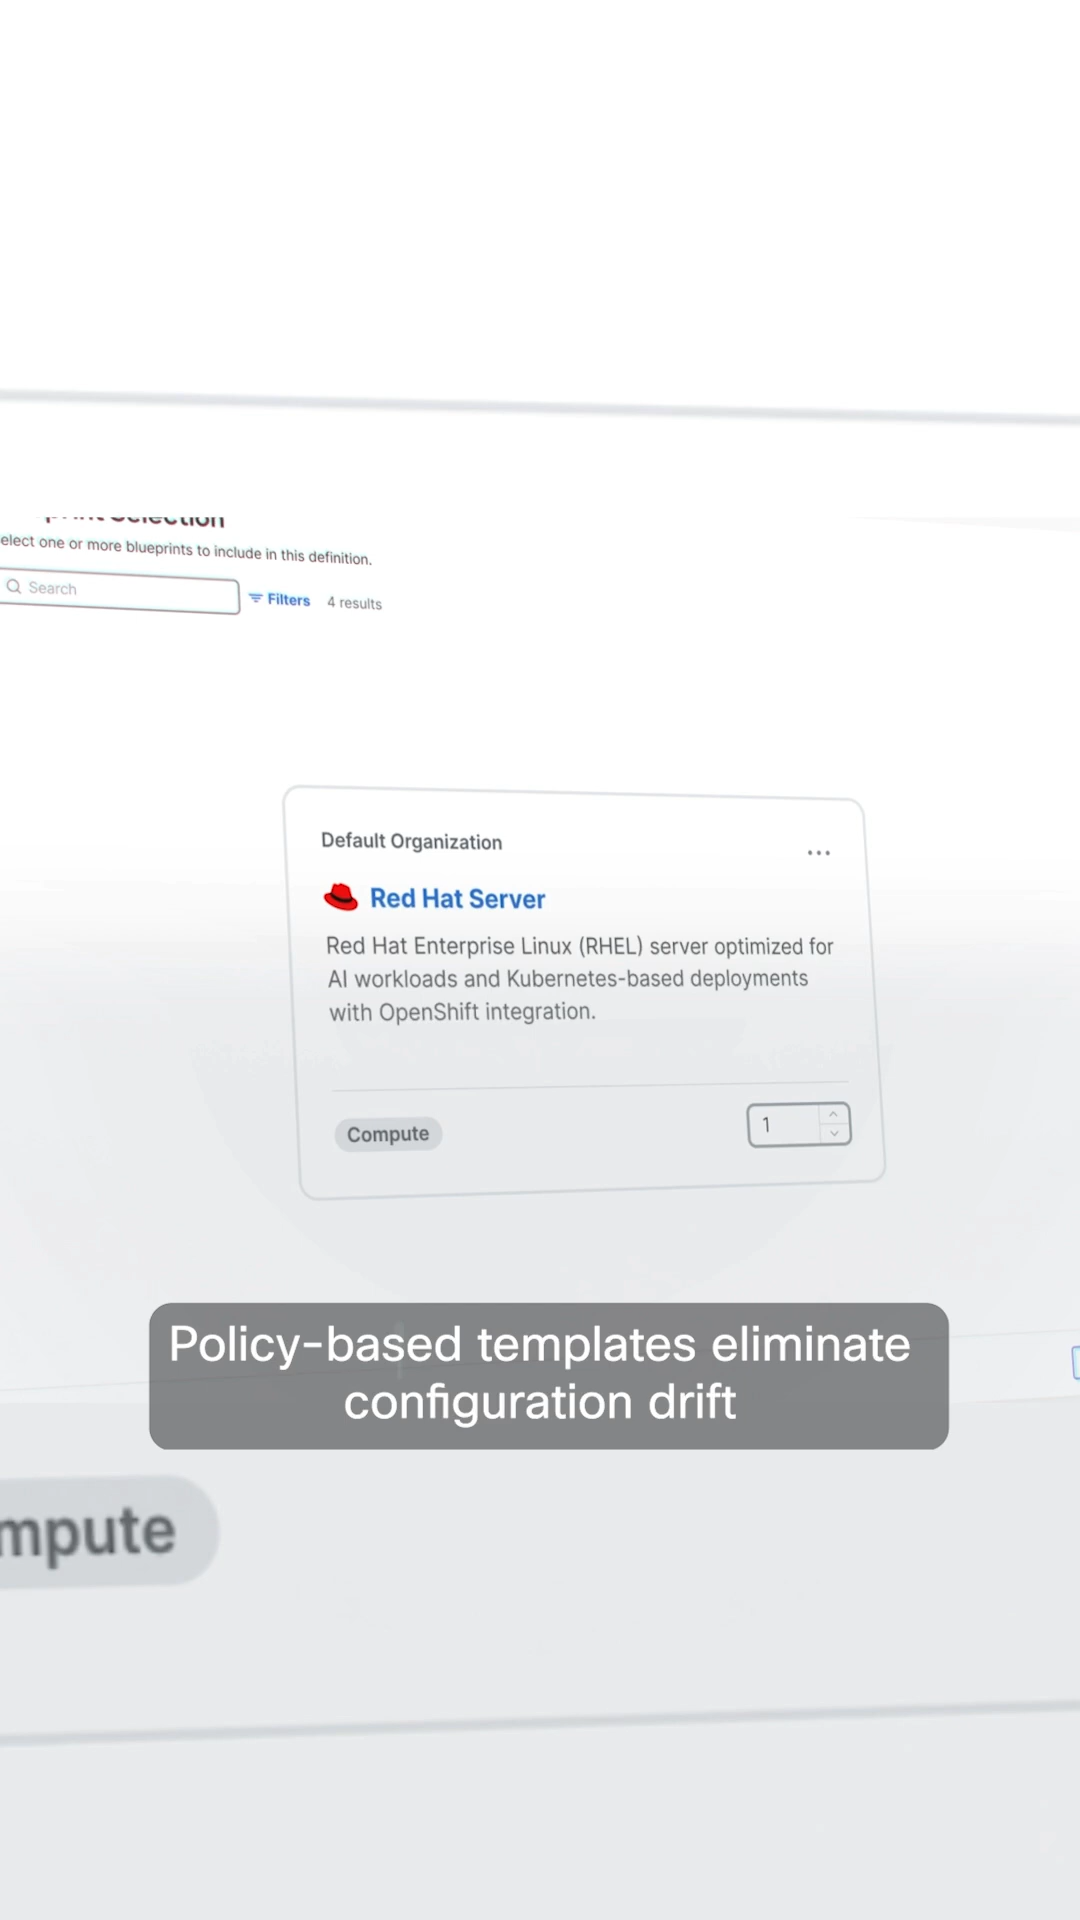 Selection
elect one or more blueprints to include in this definition.
Search
Filters 4 results
Default Organization
Red Hat Server
Red Hat Enterprise Linux (RHEL) server optimized for
AI workloads and Kubernetes-based deployments
with OpenShift integration.
Compute
1
Policy-based templates eliminate
configuration drift
mpute